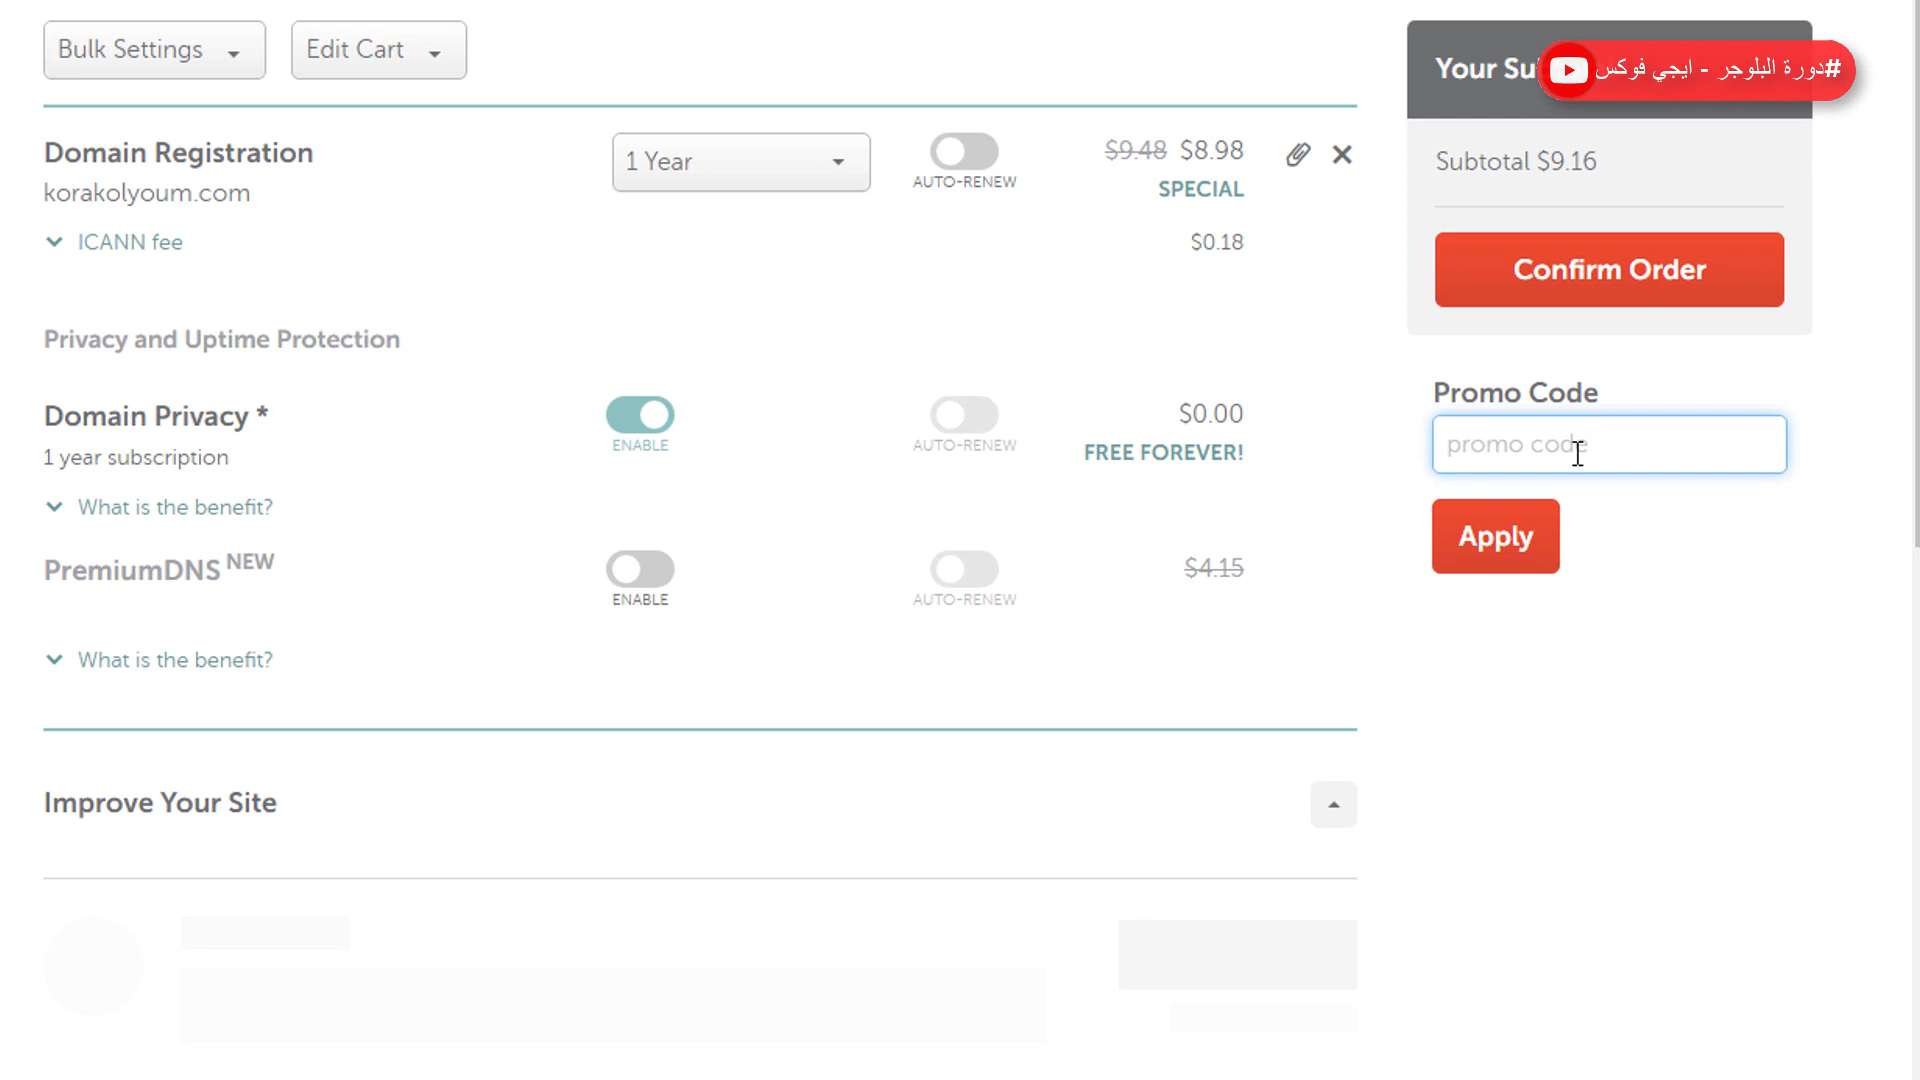 Bulk Settings
Edit Cart
Domain Registration
korakolyoum.com
ICANN fee
1 Year
AUTO-RENEW
$9.48 $8.98
SPECIAL
$0.18
Privacy and Uptime Protection
Domain Privacy *
1 year subscription
ENABLE
AUTO-RENEW
$0.00
FREE FOREVER!
What is the benefit?
PremiumDNS NEW
ENABLE
AUTO-RENEW
$4.15
What is the benefit?
Improve Your Site
Your Su
#دورة البلوجر - ايجي فوكس
Subtotal $9.16
Confirm Order
Promo Code
promo code
Apply